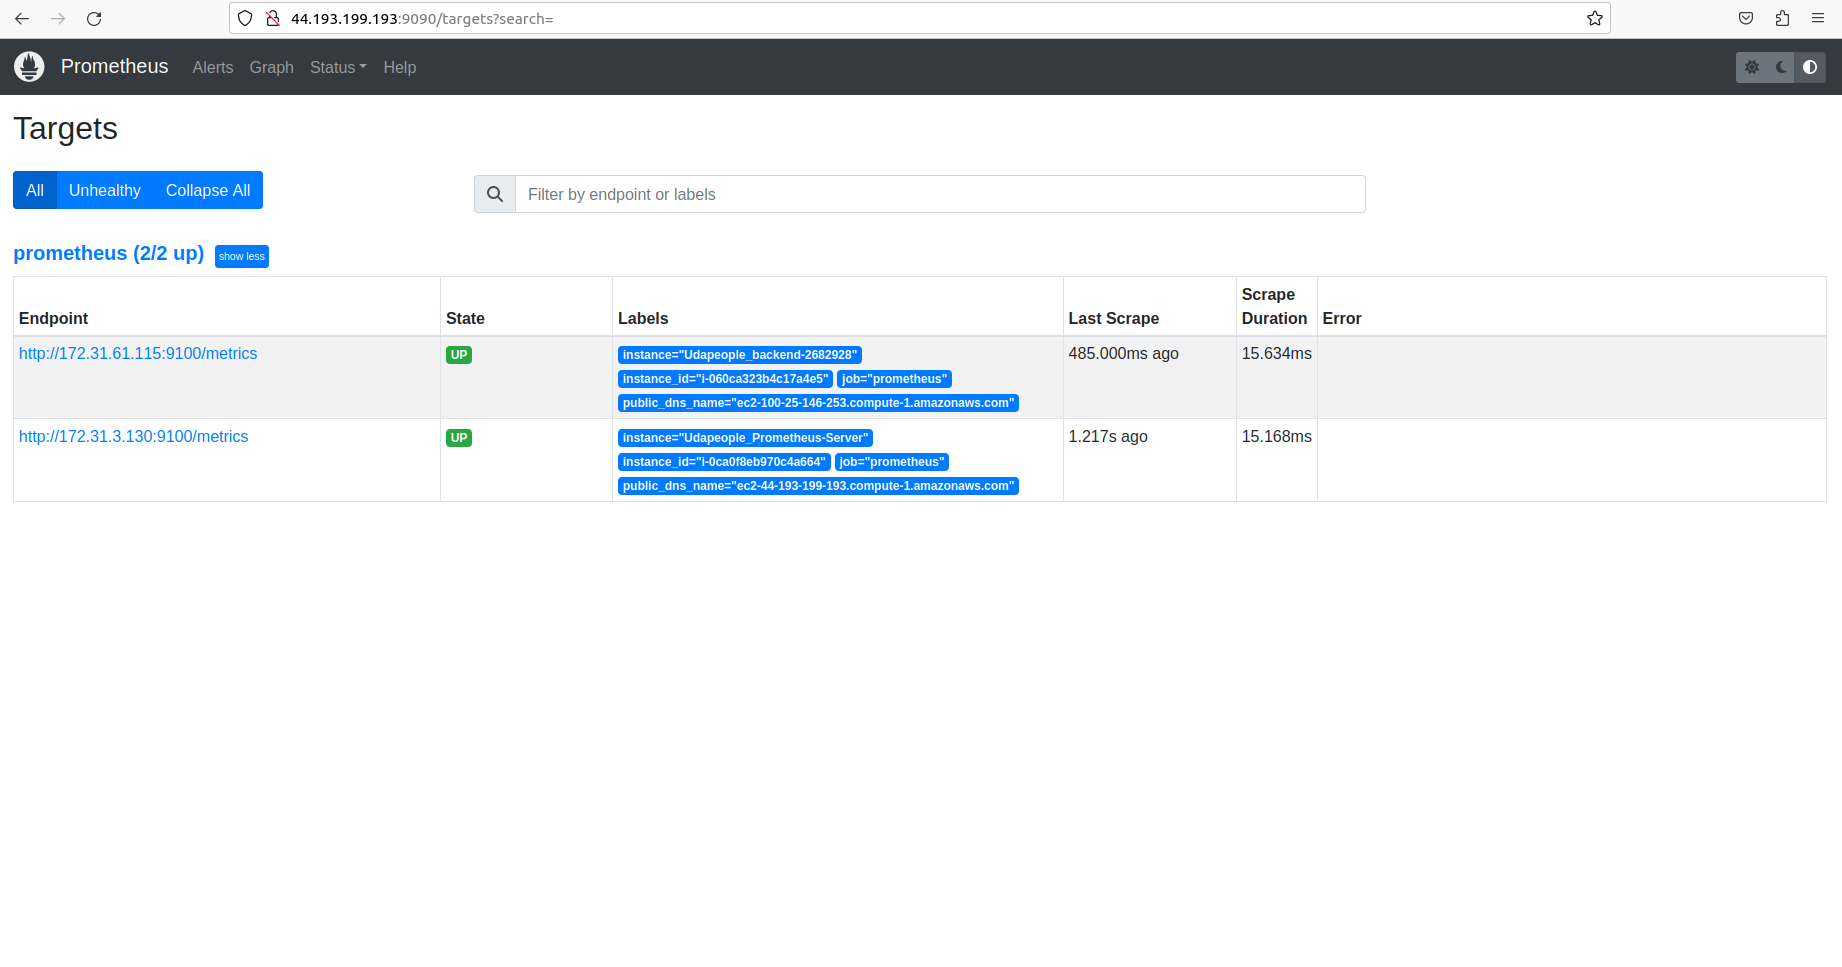 44.193.199.193:9090/targets?search=
Prometheus Alerts Graph Status Help
Targets
All Unhealthy Collapse All
Filter by endpoint or labels
prometheus (2/2 up) show less
Endpoint State Labels Last Scrape Scrape Duration Error
http://172.31.61.115:9100/metrics UP instance="Udapeople_backend-2682928" 485.000ms ago 15.634ms
instance_id="i-060ca323b4c17a4e5" job="prometheus"
public_dns_name="ec2-100-25-146-253.compute-1.amazonaws.com"
http://172.31.3.130:9100/metrics UP instance="Udapeople_Prometheus-Server" 1.217s ago 15.168ms
instance_id="i-0ca0f8eb970c4a664" job="prometheus"
public_dns_name="ec2-44-193-199-193.compute-1.amazonaws.com"